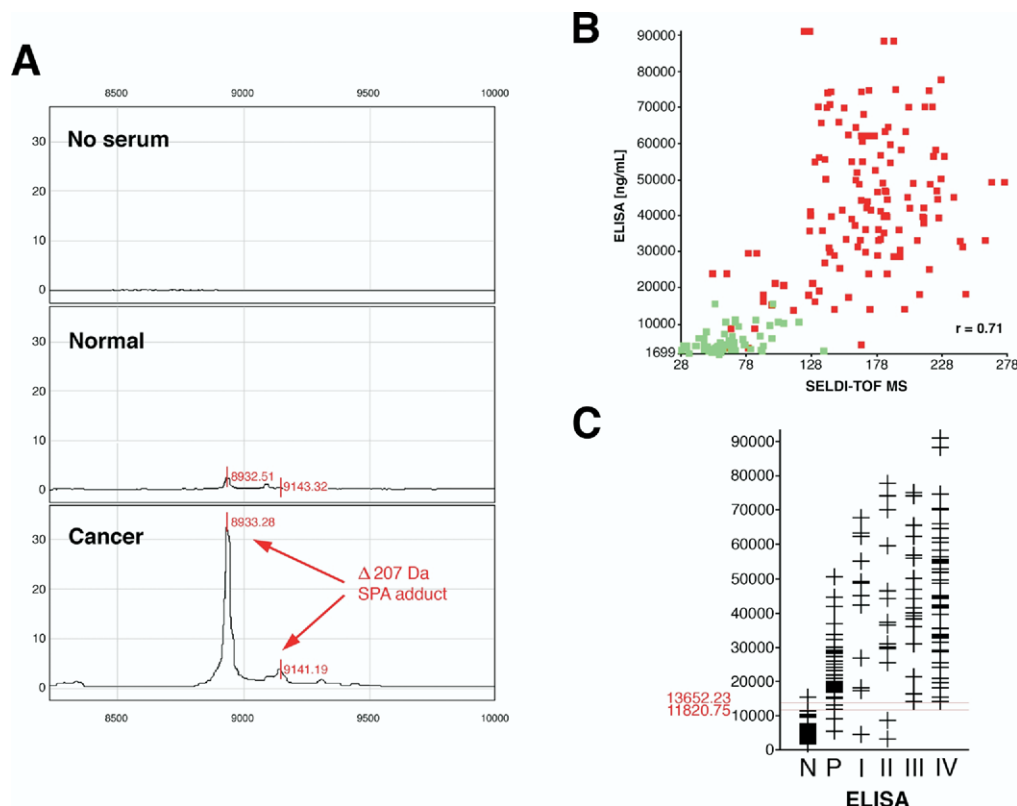 A
8500 9000 9500 10000
No serum
30
20
10
0
Normal
30
20
10
0
8932.51
9143.32
Cancer
30
20
10
0
8933.28
Δ 207 Da
SPA adduct
9141.19
8500 9000 9500 10000
B
ELISA [ng/mL]
90000
80000
70000
60000
50000
40000
30000
20000
10000
1699
r = 0.71
28 78 128 178 228 278
SELDI-TOF MS
C
90000
80000
70000
60000
50000
40000
30000
20000
13652.23
11820.75
10000
0
N P I II III IV
ELISA